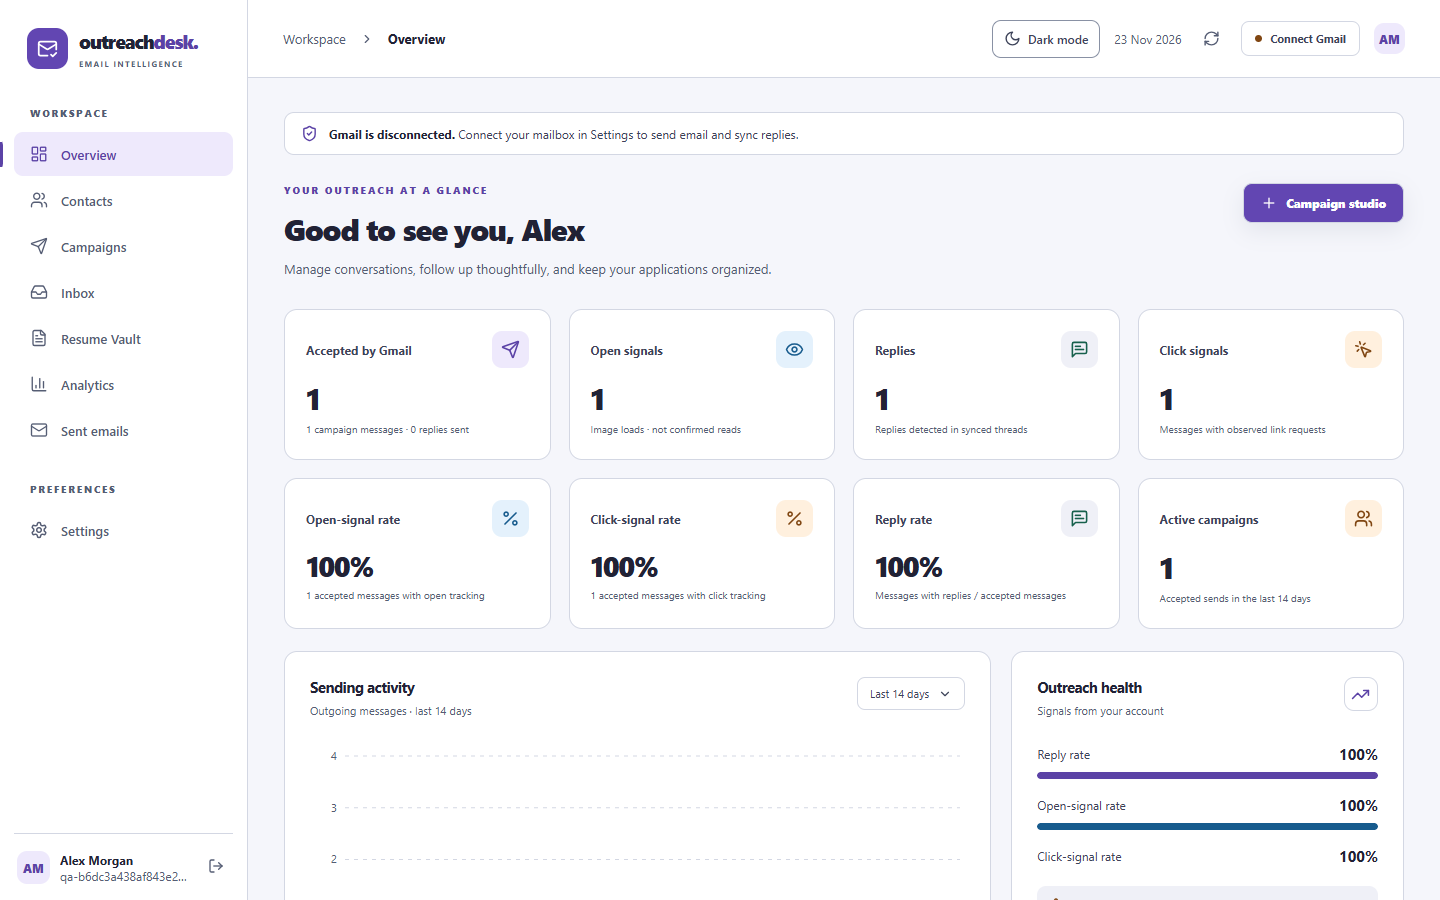 outreachdesk.
EMAIL INTELLIGENCE
WORKSPACE
Overview
Contacts
Campaigns
Inbox
Resume Vault
Analytics
Sent emails
PREFERENCES
Settings
AM
Alex Morgan
qa-b6dc3a438af843e2...
Workspace > Overview
Dark mode
23 Nov 2026
Connect Gmail
AM
Gmail is disconnected. Connect your mailbox in Settings to send email and sync replies.
YOUR OUTREACH AT A GLANCE
Good to see you, Alex
Manage conversations, follow up thoughtfully, and keep your applications organized.
+ Campaign studio
Accepted by Gmail
1
1 campaign messages · 0 replies sent
Open signals
1
Image loads · not confirmed reads
Replies
1
Replies detected in synced threads
Click signals
1
Messages with observed link requests
Open-signal rate
100%
1 accepted messages with open tracking
Click-signal rate
100%
1 accepted messages with click tracking
Reply rate
100%
Messages with replies / accepted messages
Active campaigns
1
Accepted sends in the last 14 days
Sending activity
Outgoing messages · last 14 days
Last 14 days
4
3
2
Outreach health
Signals from your account
Reply rate 100%
Open-signal rate 100%
Click-signal rate 100%